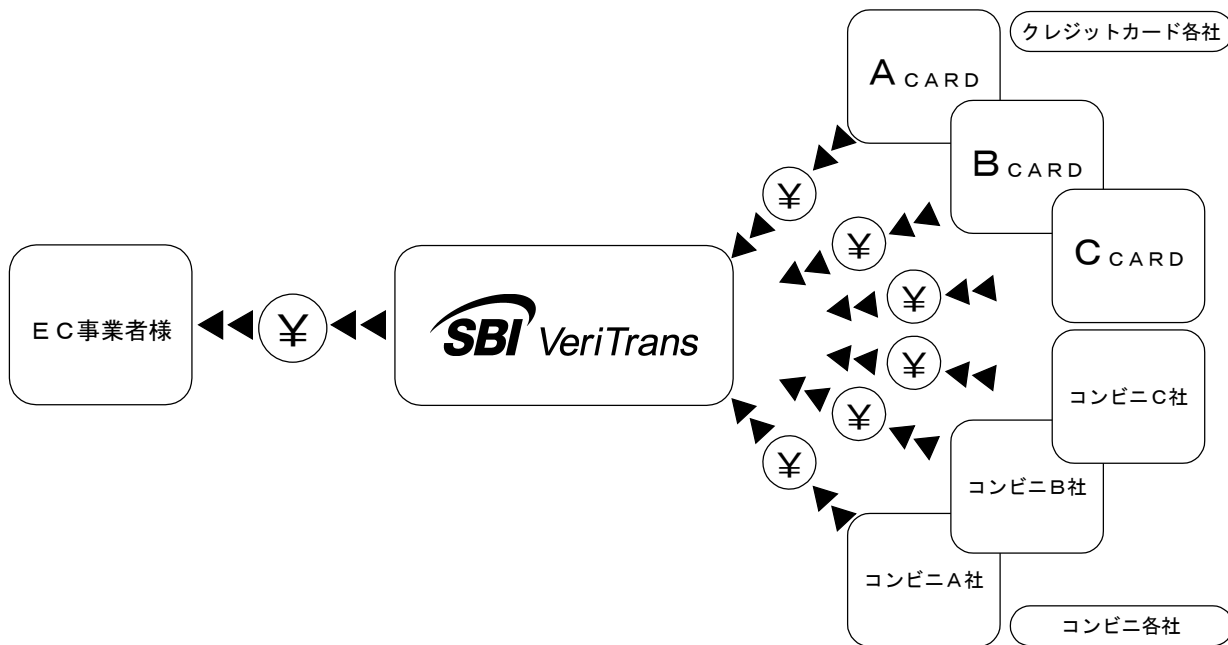 クレジットカード各社
A CARD
B CARD
C CARD
¥
¥
¥
EC事業者様
¥
SBI VeriTrans
¥
¥
¥
コンビニC社
コンビニB社
コンビニA社
コンビニ各社